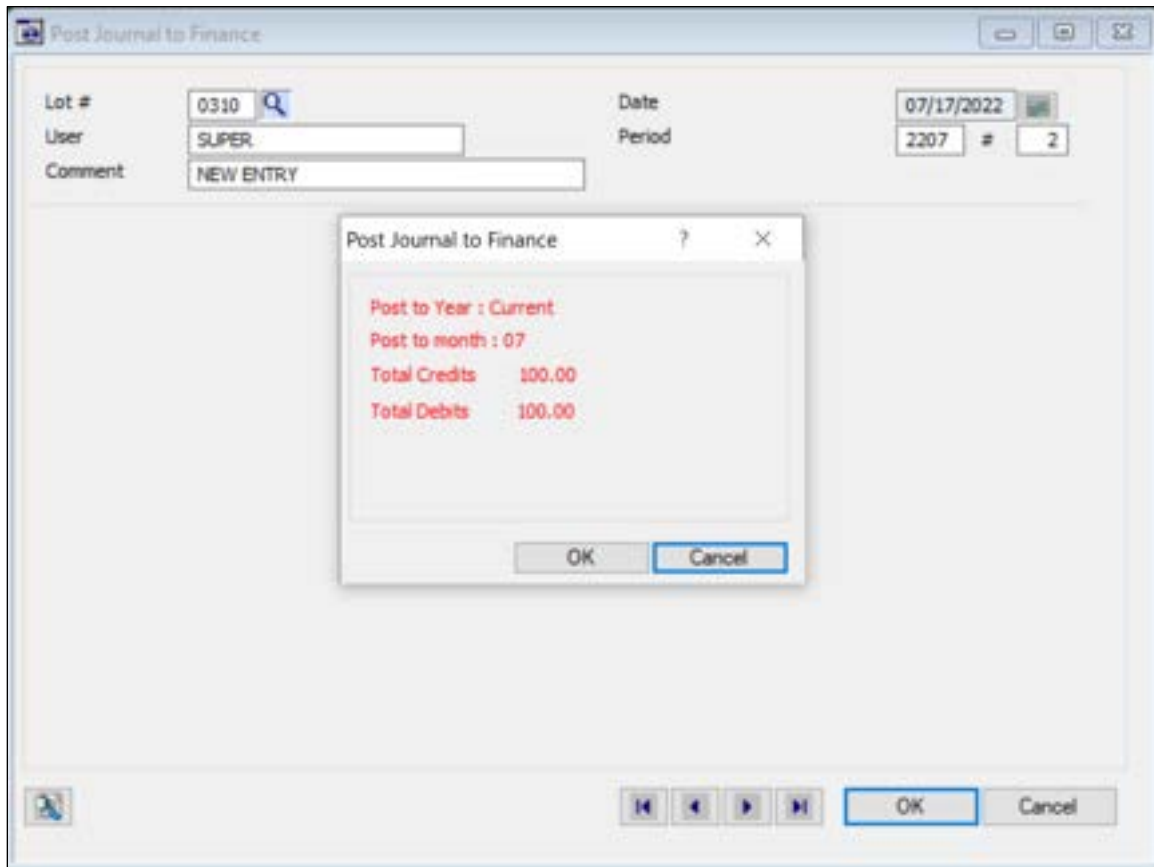 Post Journal to Finance
Lot # 0310 Date 07/17/2022
User SUPER Period 2207 # 2
Comment NEW ENTRY
Post Journal to Finance ?
Post to Year : Current
Post to month : 07
Total Credits 100.00
Total Debits 100.00
OK Cancel
OK Cancel